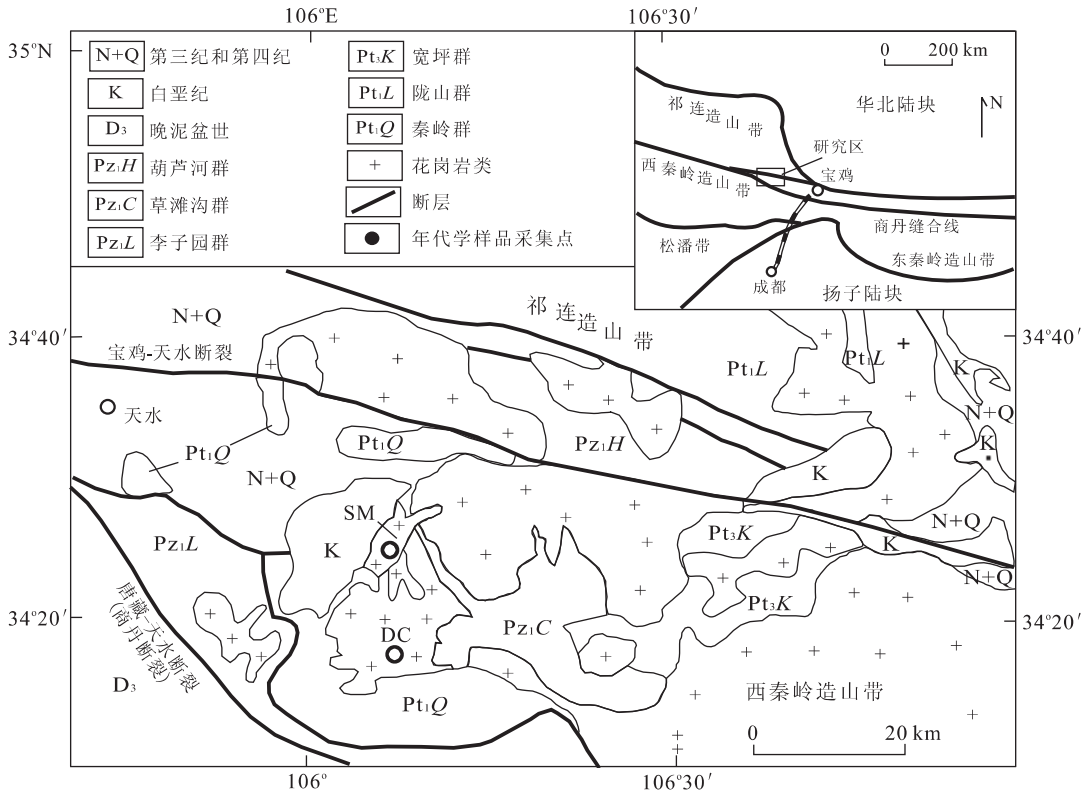 106°E
106°30′
35°N
N+Q 第三纪和第四纪
K 白垩纪
D₃ 晚泥盆世
Pz₁H 葫芦河群
Pz₁C 草滩沟群
Pz₁L 李子园群
Pt₃K 宽坪群
Pt₁L 陇山群
Pt₁Q 秦岭群
+ 花岗岩类
断层
年代学样品采集点
0 200 km
N
祁连造山带
华北陆块
研究区
宝鸡
西秦岭造山带
商丹缝合线
松潘带
东秦岭造山带
成都
扬子陆块
34°40′
34°40′
N+Q
祁连造山带
宝鸡-天水断裂
Pt₁L
Pt₁L
K
N+Q
天水
Pt₁Q
Pt₁Q
Pz₁H
K
K
N+Q
SM
Pz₁L
K
Pt₃K
N+Q
K
N+Q
Pt₃K
34°20′
34°20′
唐藏-天水断裂
(商丹断裂)
DC
Pz₁C
D₃
Pt₁Q
西秦岭造山带
0 20 km
106°
106°30′